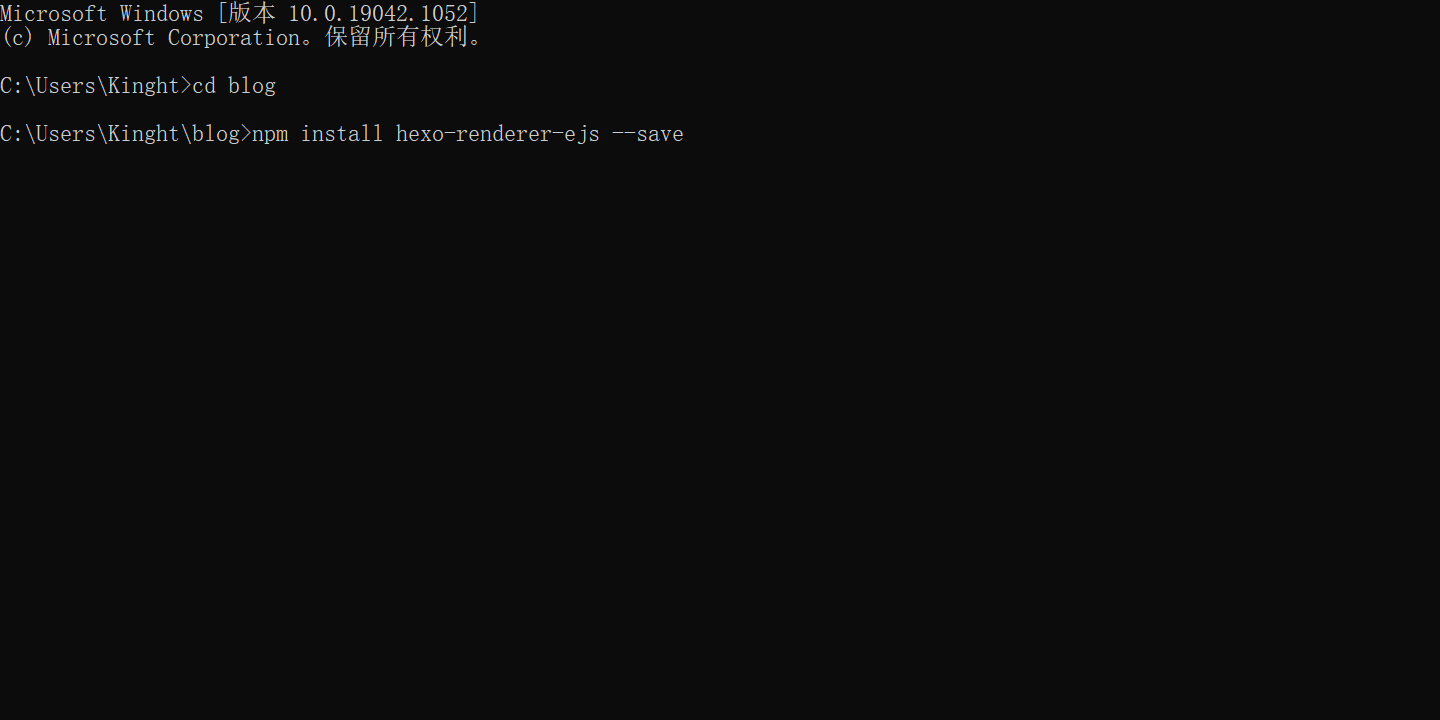 Microsoft Windows [版本 10.0.19042.1052]
(c) Microsoft Corporation。保留所有权利。
C:\Users\Kinght>cd blog
C:\Users\Kinght\blog>npm install hexo-renderer-ejs --save